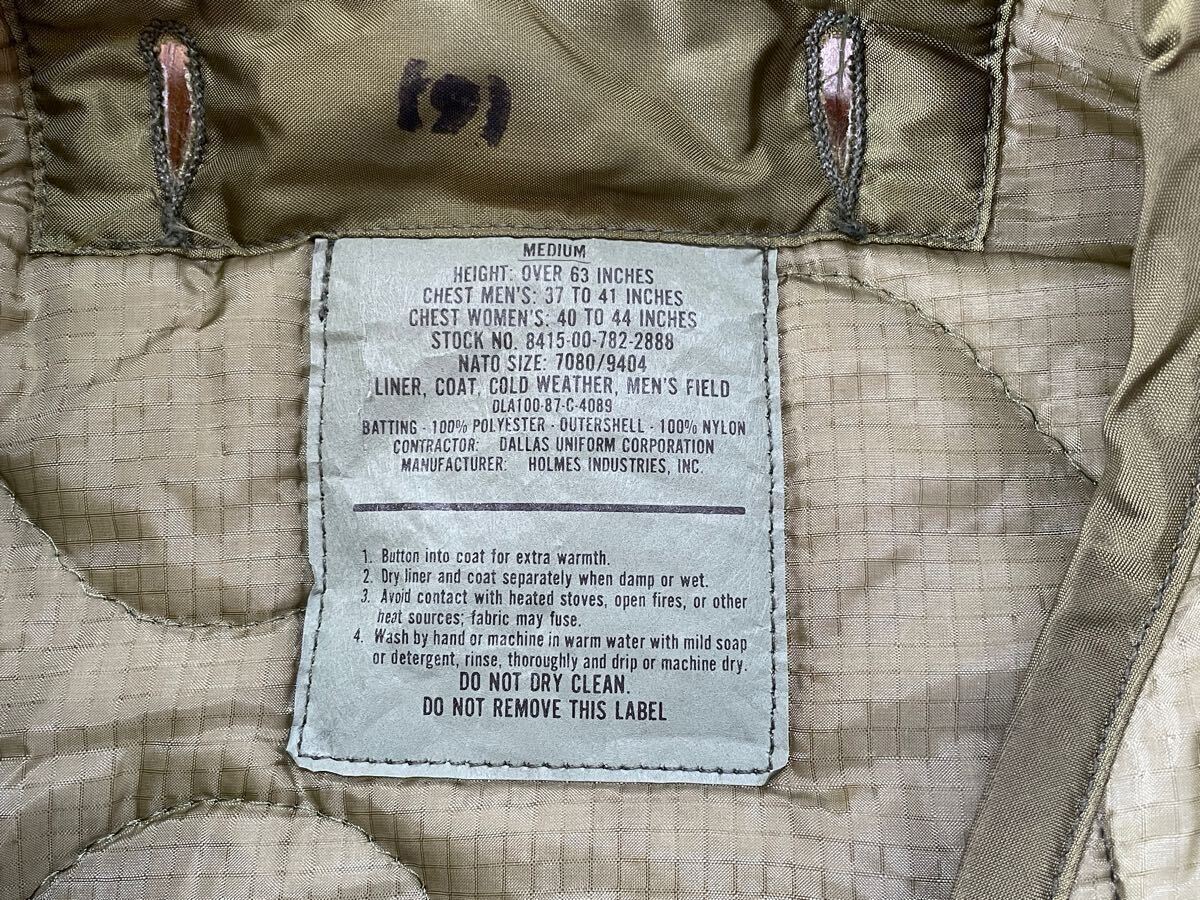 MEDIUM
HEIGHT: OVER 63 INCHES
CHEST MEN'S: 37 TO 41 INCHES
CHEST WOMEN'S: 40 TO 44 INCHES
STOCK NO. 8415-00-782-2888
NATO SIZE: 7080/9404
LINER, COAT, COLD WEATHER, MEN'S FIELD
DLA100-87-C-4089
BATTING - 100% POLYESTER - OUTERSHELL - 100% NYLON
CONTRACTOR: DALLAS UNIFORM CORPORATION
MANUFACTURER: HOLMES INDUSTRIES, INC.
1. Button into coat for extra warmth.
2. Dry liner and coat separately when damp or wet.
3. Avoid contact with heated stoves, open fires, or other
heat sources; fabric may fuse.
4. Wash by hand or machine in warm water with mild soap
or detergent, rinse, thoroughly and drip or machine dry.
DO NOT DRY CLEAN.
DO NOT REMOVE THIS LABEL